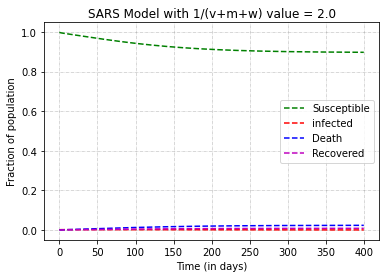 SARS Model with 1/(v+m+w) value = 2.0
1.0
0.8
0.6
0.4
0.2
0.0
Fraction of population
Susceptible
infected
Death
Recovered
0 50 100 150 200 250 300 350 400
Time (in days)